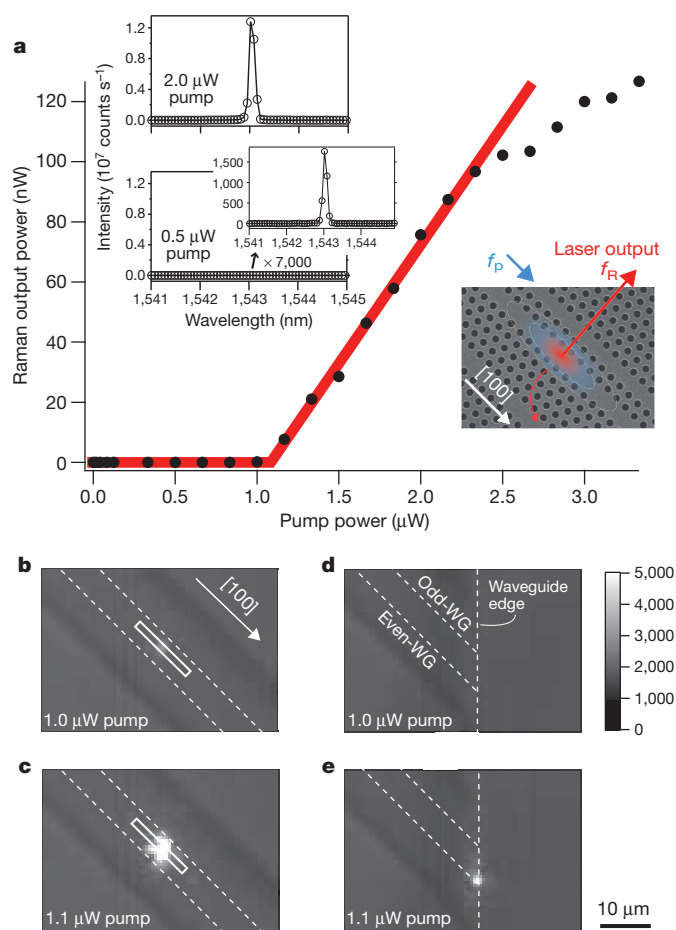 a
Raman output power (nW)
120
100
80
60
40
20
0
0.0 0.5 1.0 1.5 2.0 2.5 3.0
Pump power (μW)
Intensity (10⁷ counts s⁻¹)
1.2
0.8
0.4
0.0
2.0 μW
pump
1.2
0.8
0.4
0.0
0.5 μW
pump
1,500
1,000
500
0
1,541 1,542 1,543 1,544
× 7,000
1,541 1,542 1,543 1,544 1,545
Wavelength (nm)
Laser output
fp
fR
[100]
b
[100]
1.0 μW pump
d
Odd-WG
Even-WG
Waveguide
edge
1.0 μW pump
5,000
4,000
3,000
2,000
1,000
0
c
1.1 μW pump
e
1.1 μW pump
10 μm